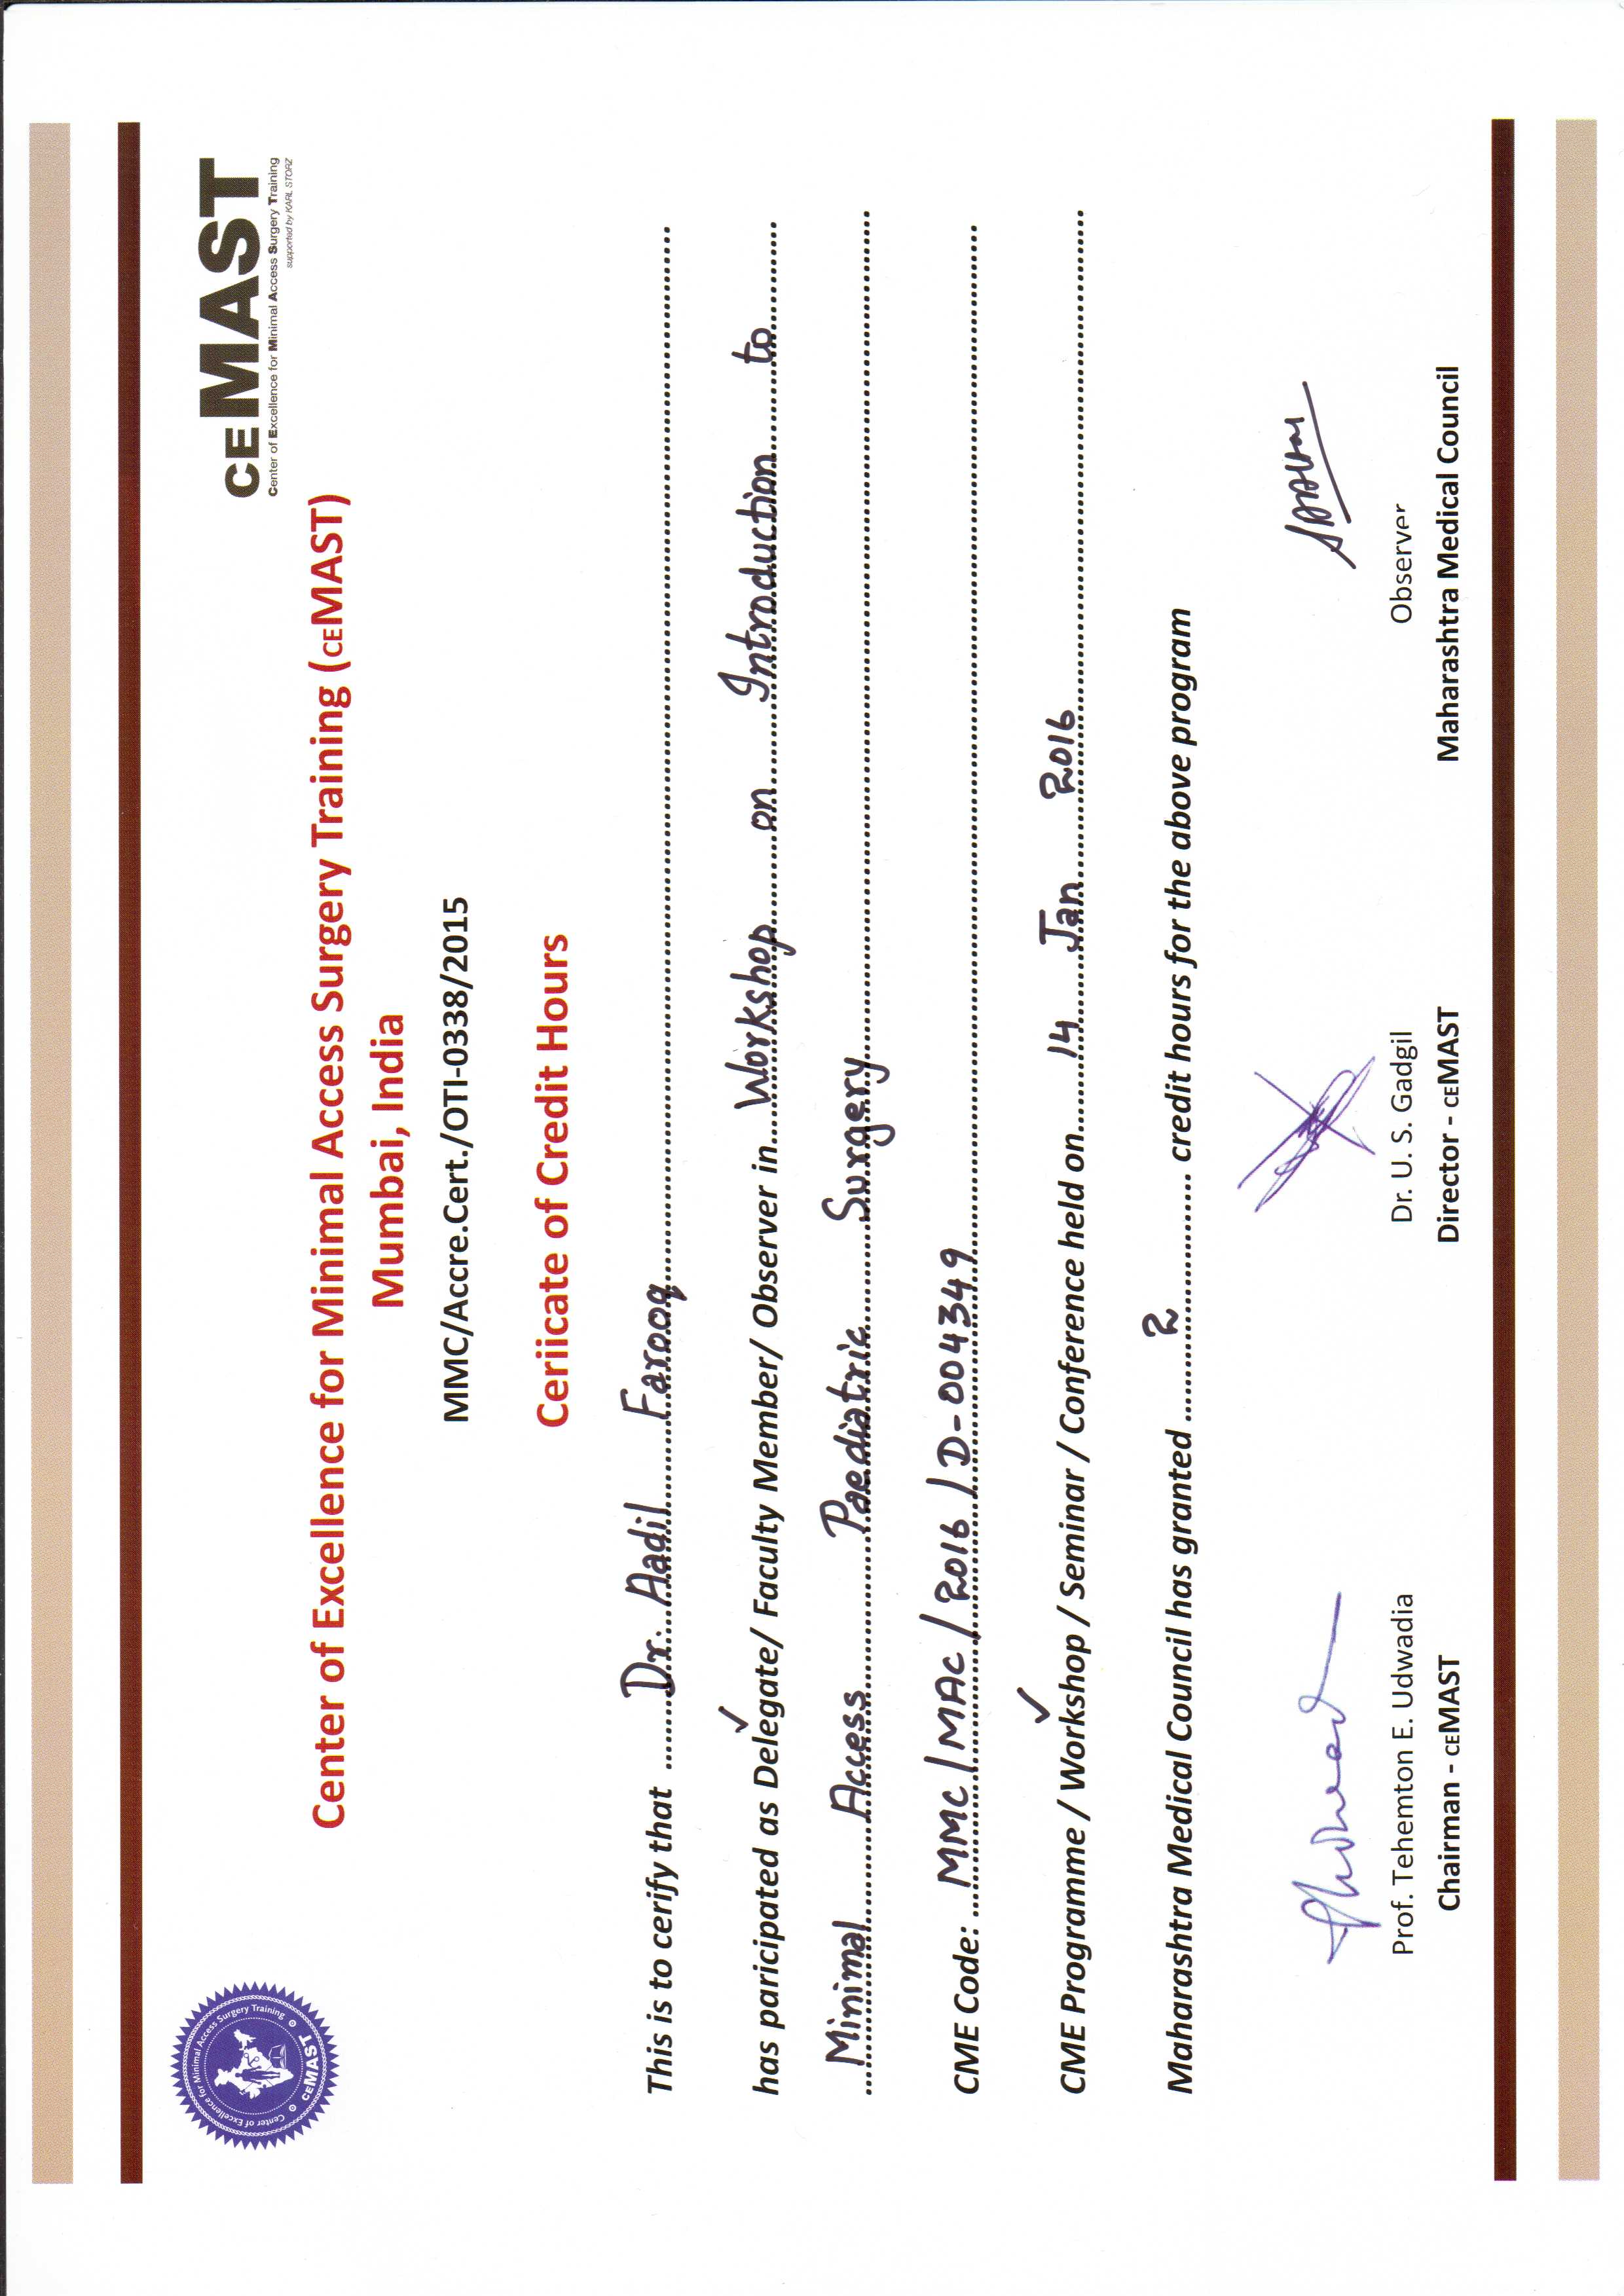 Center of Excellence for Minimal Access Surgery Training
CEMAST
CEMAST
Center of Excellence for Minimal Access Surgery Training
supported by KARL STORZ
Center of Excellence for Minimal Access Surgery Training (CEMAST)
Mumbai, India
MMC/Accre.Cert./OTI-0338/2015
Ceriicate of Credit Hours
This is to cerify that ........Dr. Aadil Farooq........
has paricipated as Delegate/ Faculty Member/ Observer in....Workshop on Introduction to....
Minimal Access Paediatric Surgery
CME Code: ....MMC/MAC/2016/D-004349....
CME Programme / Workshop / Seminar / Conference held on....14 Jan 2016....
Maharashtra Medical Council has granted ....2.... credit hours for the above program
Prof. Tehemton E. Udwadia Dr. U. S. Gadgil Observer
Chairman - CEMAST Director - CEMAST Maharashtra Medical Council